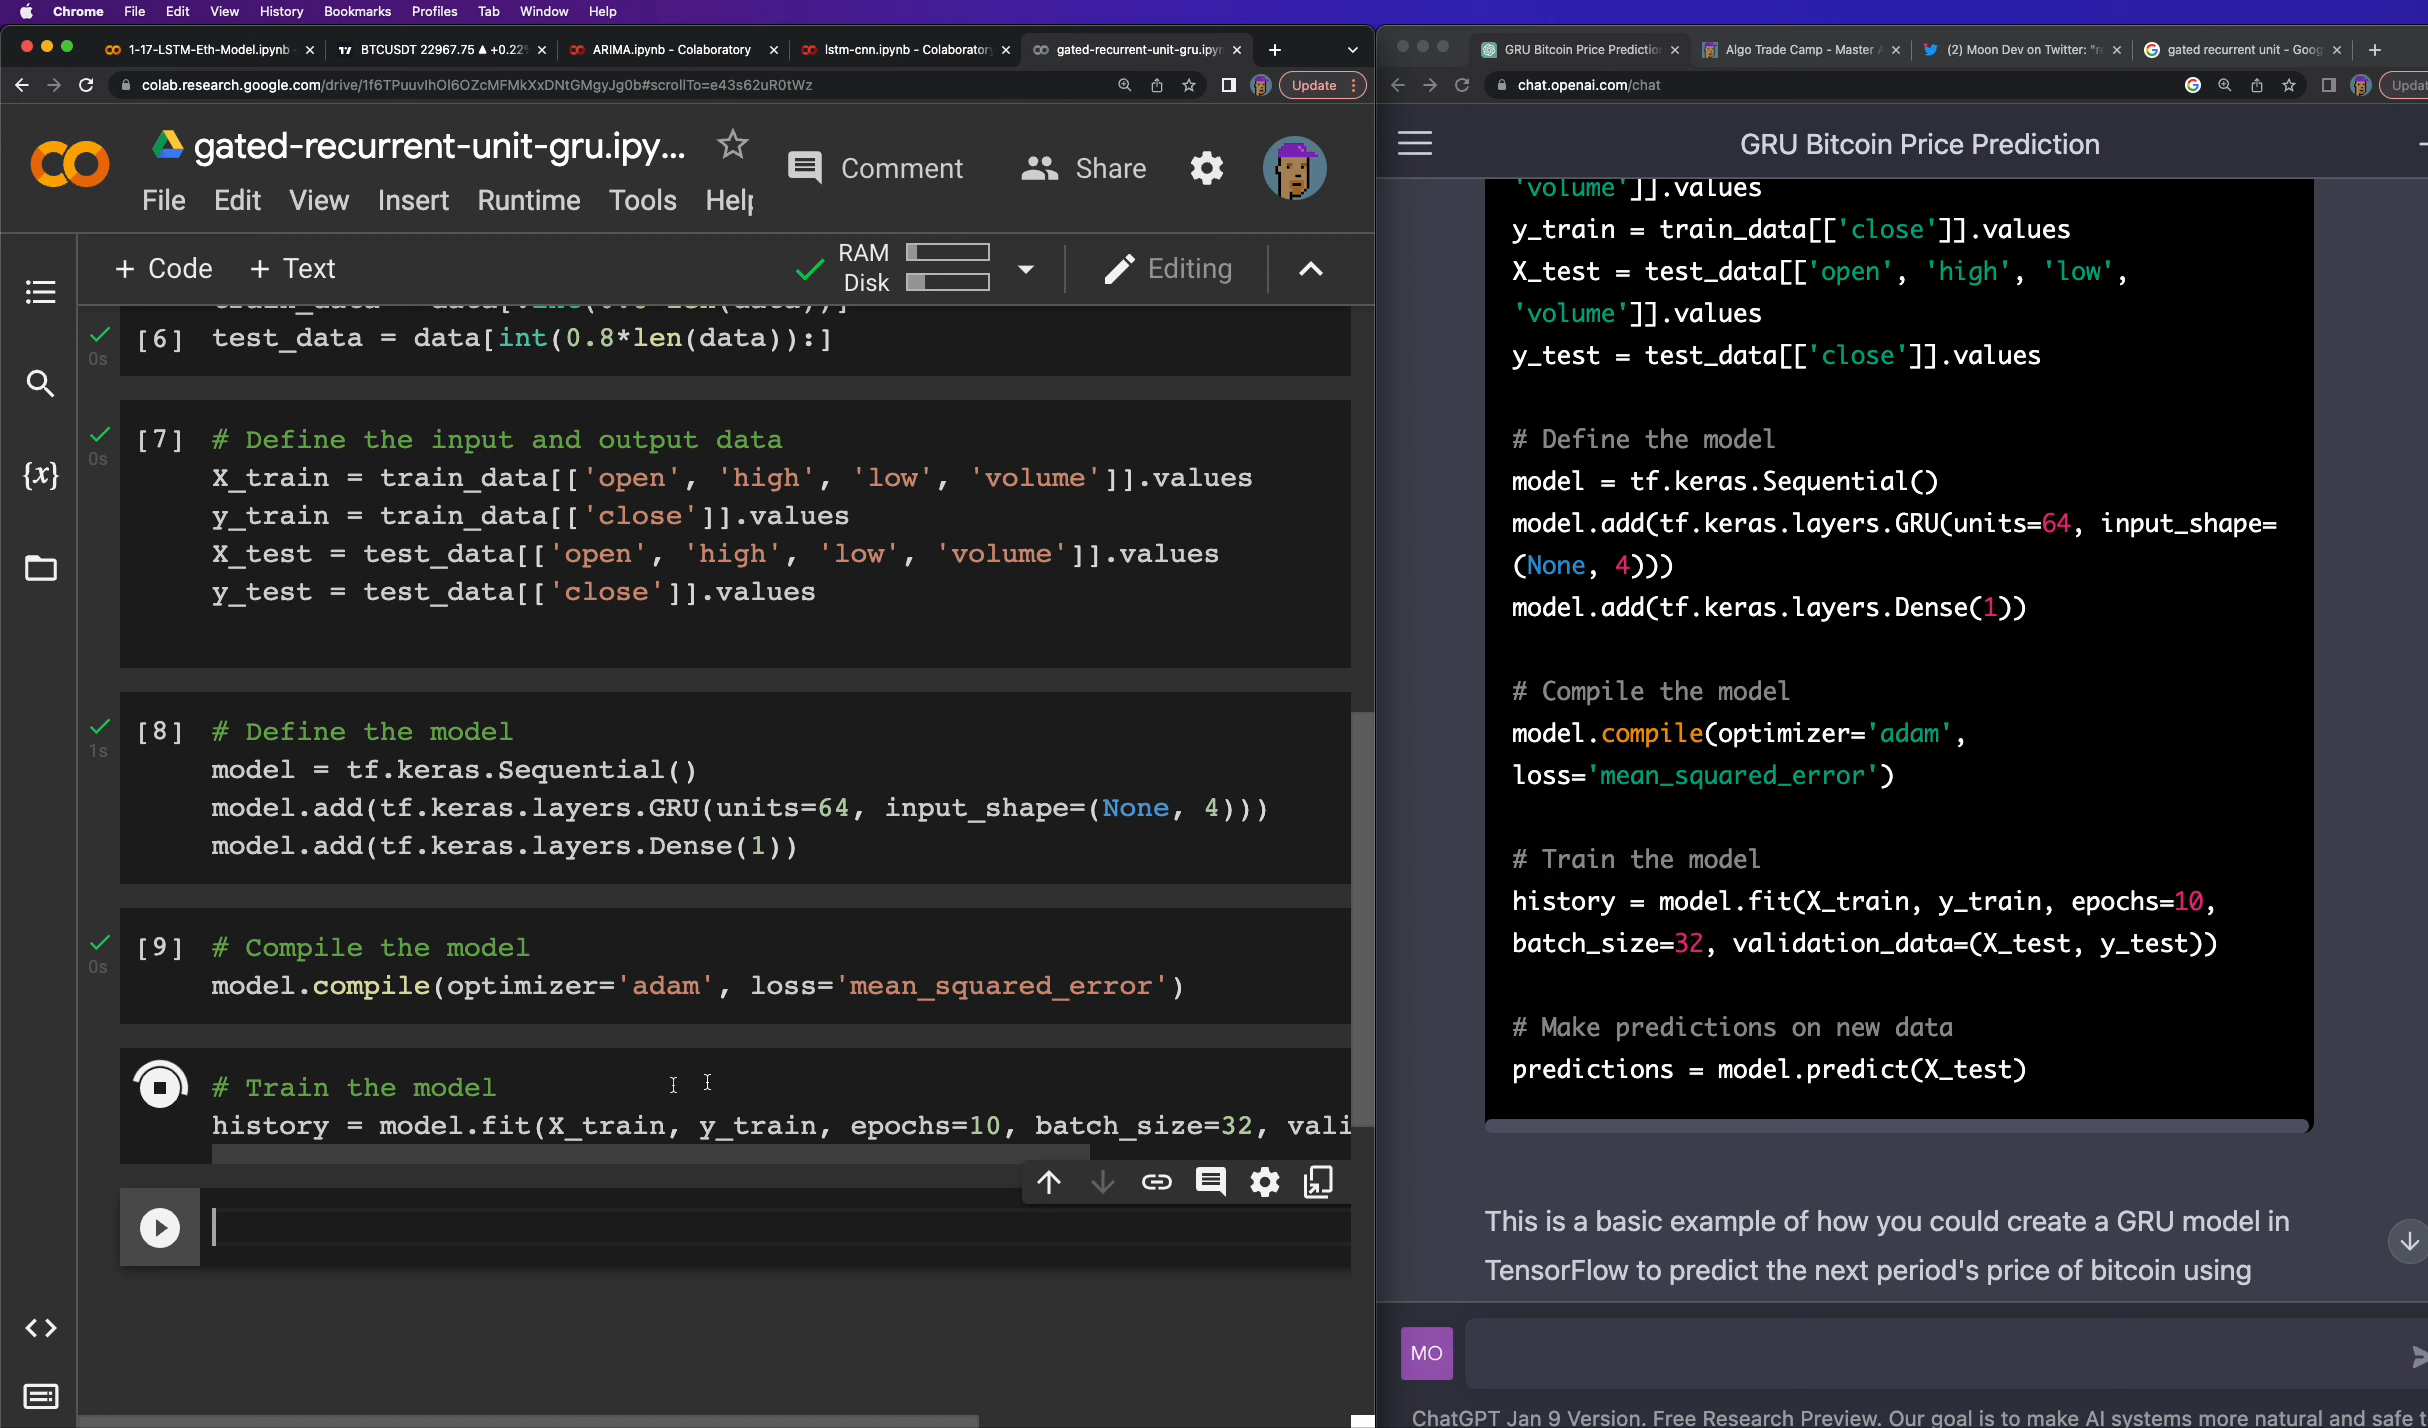 Chrome File Edit View History Bookmarks Profiles Tab Window Help
1-17-LSTM-Eth-Model.ipynb
BTCUSDT 22967.75 ▲ +0.22
ARIMA.ipynb - Colaboratory
lstm-cnn.ipynb - Colaboratory
gated-recurrent-unit-gru.ipyn
colab.research.google.com/drive/1f6TPuuvIhOl6OZcMFMkXxDNtGMgyJg0b#scrollTo=e43s62uR0tWz
Update
gated-recurrent-unit-gru.ipy...
Comment
Share
File Edit View Insert Runtime Tools Help
+ Code + Text
RAM
Disk
Editing
[6] test_data = data[int(0.8*len(data)):]
0s
[7] # Define the input and output data
0s
X_train = train_data[['open', 'high', 'low', 'volume']].values
y_train = train_data[['close']].values
X_test = test_data[['open', 'high', 'low', 'volume']].values
y_test = test_data[['close']].values
[8] # Define the model
1s
model = tf.keras.Sequential()
model.add(tf.keras.layers.GRU(units=64, input_shape=(None, 4)))
model.add(tf.keras.layers.Dense(1))
[9] # Compile the model
0s
model.compile(optimizer='adam', loss='mean_squared_error')
# Train the model
history = model.fit(X_train, y_train, epochs=10, batch_size=32, vali
{x}
GRU Bitcoin Price Prediction
Algo Trade Camp - Master
(2) Moon Dev on Twitter: "r
gated recurrent unit - Goog
chat.openai.com/chat
Updat
GRU Bitcoin Price Prediction
'volume']].values
y_train = train_data[['close']].values
X_test = test_data[['open', 'high', 'low',
'volume']].values
y_test = test_data[['close']].values
# Define the model
model = tf.keras.Sequential()
model.add(tf.keras.layers.GRU(units=64, input_shape=
(None, 4)))
model.add(tf.keras.layers.Dense(1))
# Compile the model
model.compile(optimizer='adam',
loss='mean_squared_error')
# Train the model
history = model.fit(X_train, y_train, epochs=10,
batch_size=32, validation_data=(X_test, y_test))
# Make predictions on new data
predictions = model.predict(X_test)
This is a basic example of how you could create a GRU model in
TensorFlow to predict the next period's price of bitcoin using
MO
ChatGPT Jan 9 Version. Free Research Preview. Our goal is to make AI systems more natural and safe t